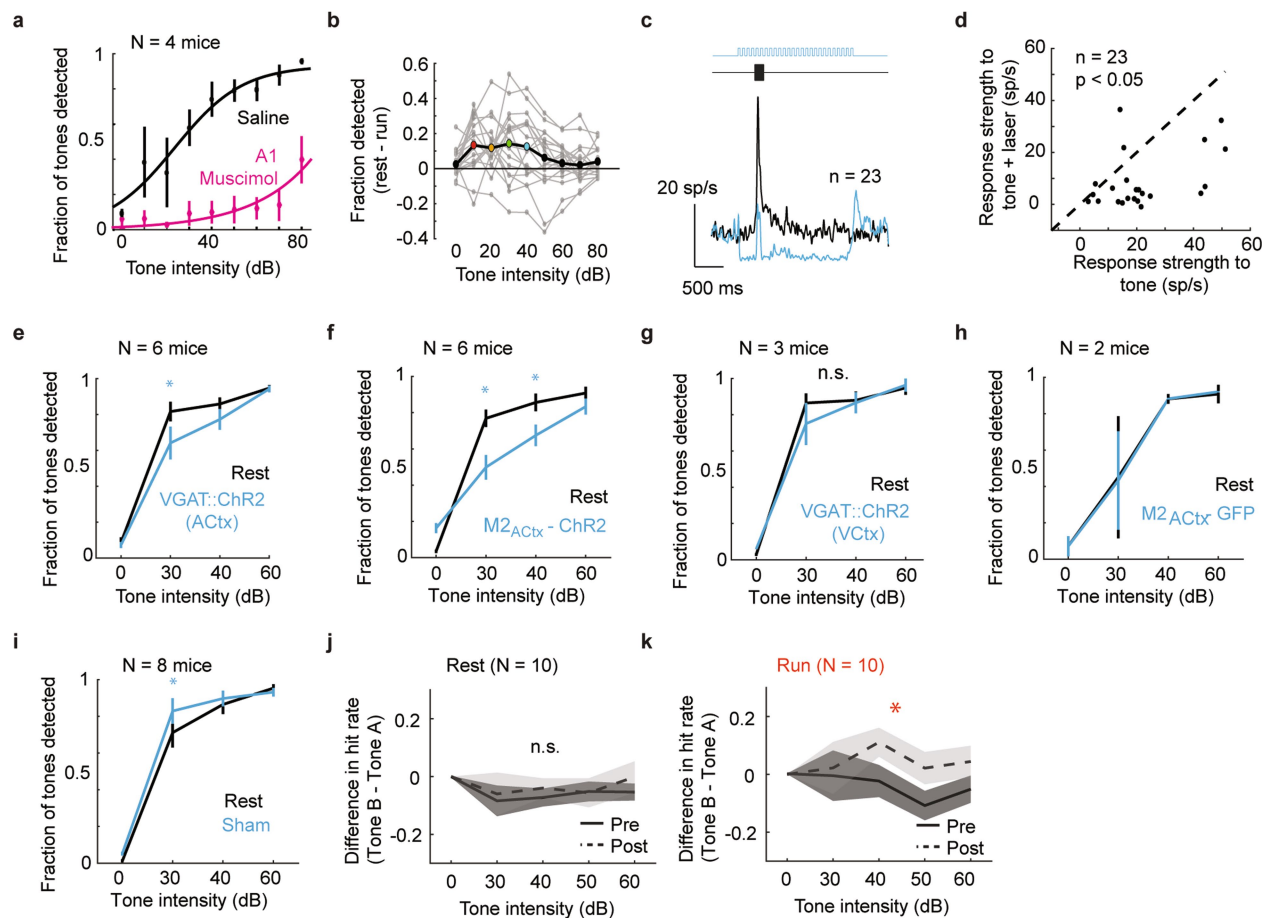 a
N = 4 mice
Fraction of tones detected
1
0.5
0
Saline
A1
Muscimol
0 40 80
Tone intensity (dB)
b
Fraction detected
(rest - run)
0.6
0.4
0.2
0
-0.2
-0.4
0 20 40 60 80
Tone intensity (dB)
c
20 sp/s
500 ms
n = 23
d
n = 23
p < 0.05
Response strength to
tone + laser (sp/s)
60
40
20
0
0 20 40 60
Response strength to
tone (sp/s)
e
N = 6 mice
Fraction of tones detected
1
0.5
0
*
Rest
VGAT::ChR2
(ACtx)
0 30 40 60
Tone intensity (dB)
f
N = 6 mice
Fraction of tones detected
1
0.5
0
* *
Rest
M2ACtx - ChR2
0 30 40 60
Tone intensity (dB)
g
N = 3 mice
n.s.
Fraction of tones detected
1
0.5
0
Rest
VGAT::ChR2
(VCtx)
0 30 40 60
Tone intensity (dB)
h
N = 2 mice
Fraction of tones detected
1
0.5
0
Rest
M2ACtx- GFP
0 30 40 60
Tone intensity (dB)
i
N = 8 mice
Fraction of tones detected
1
0.5
0
*
Rest
Sham
0 30 40 60
Tone intensity (dB)
j
Rest (N = 10)
Difference in hit rate
(Tone B - Tone A)
0.2
0
-0.2
n.s.
Pre
Post
0 30 40 50 60
Tone intensity (dB)
k
Run (N = 10)
Difference in hit rate
(Tone B - Tone A)
0.2
0
-0.2
*
Pre
Post
0 30 40 50 60
Tone intensity (dB)